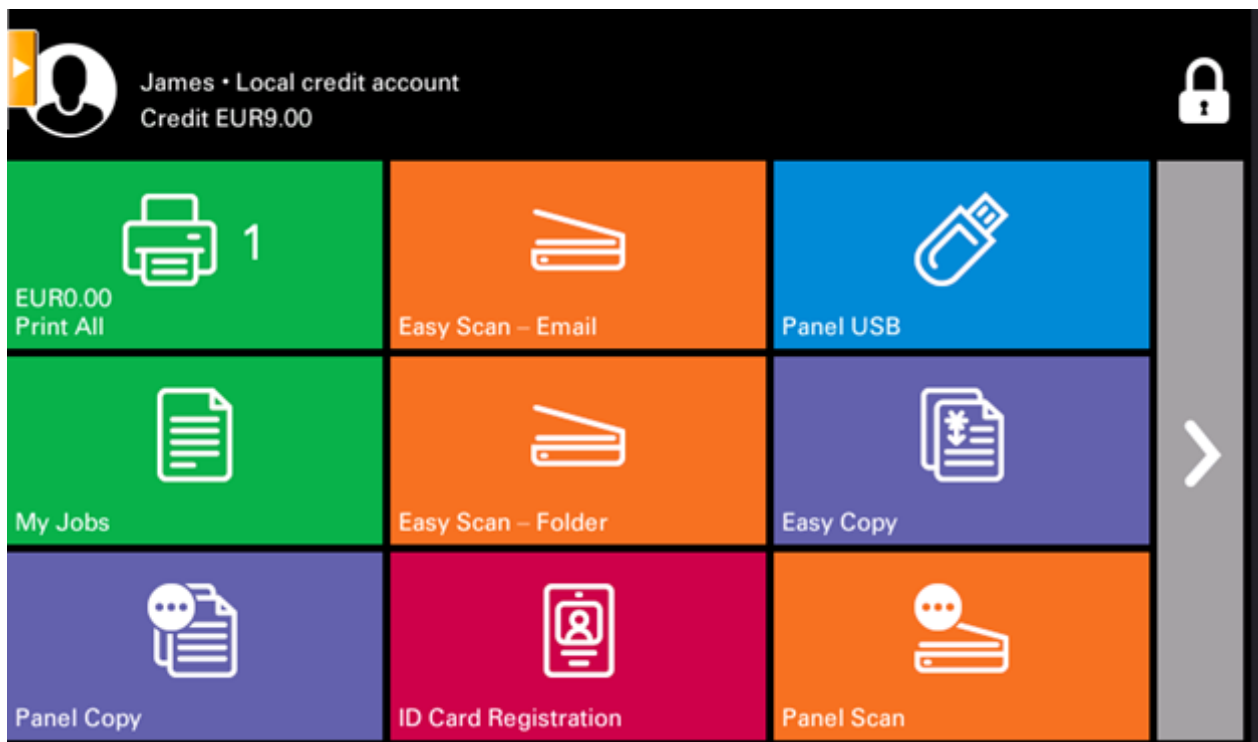 James • Local credit account
Credit EUR9.00
1
EUR0.00
Print All
Easy Scan – Email
Panel USB
My Jobs
Easy Scan – Folder
Easy Copy
Panel Copy
ID Card Registration
Panel Scan